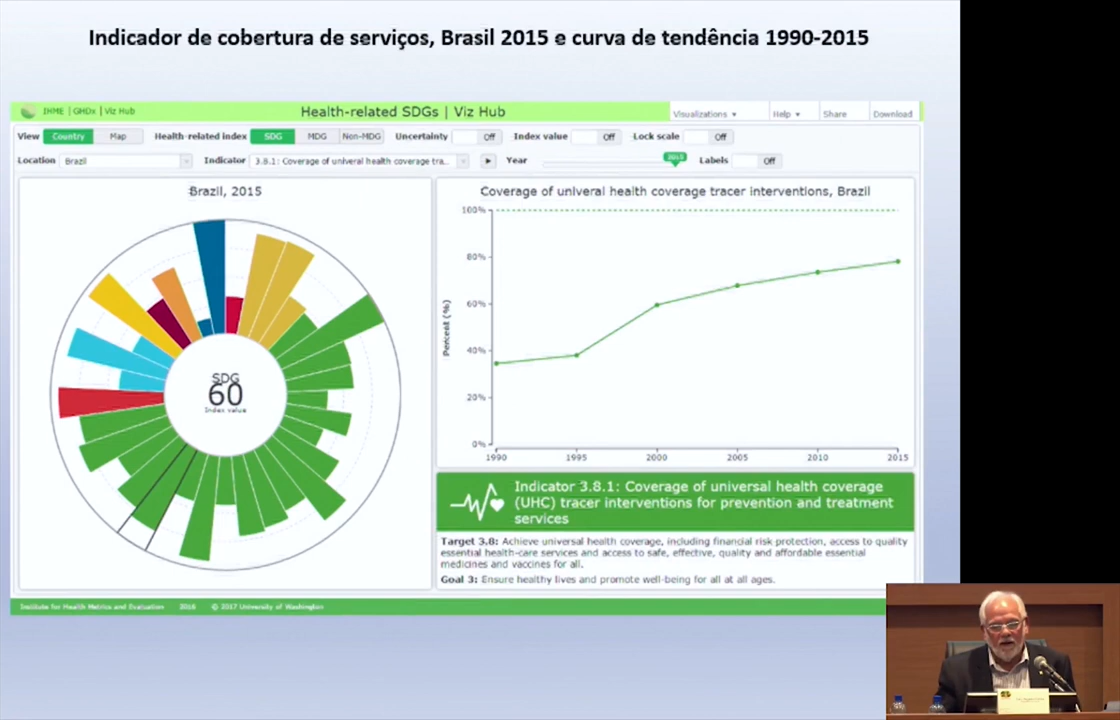 Indicador de cobertura de serviços, Brasil 2015 e curva de tendência 1990-2015
IHME | GHDx | Viz Hub
Health-related SDGs | Viz Hub
Visualizations Help Share Download
View Country Map Health-related index SDG MDG Non-MDG Uncertainty Off Index value Off Lock scale Off
Location Brazil Indicator 3.8.1: Coverage of univeral health coverage tra... Year 2015 Labels Off
Brazil, 2015
SDG
60
Index value
Coverage of univeral health coverage tracer interventions, Brazil
Percent (%)
100%
80%
60%
40%
20%
0%
1990 1995 2000 2005 2010 2015
Indicator 3.8.1: Coverage of universal health coverage
(UHC) tracer interventions for prevention and treatment
services
Target 3.8: Achieve universal health coverage, including financial risk protection, access to quality
essential health-care services and access to safe, effective, quality and affordable essential
medicines and vaccines for all.
Goal 3: Ensure healthy lives and promote well-being for all at all ages.
Institute for Health Metrics and Evaluation 2016 © 2017 University of Washington